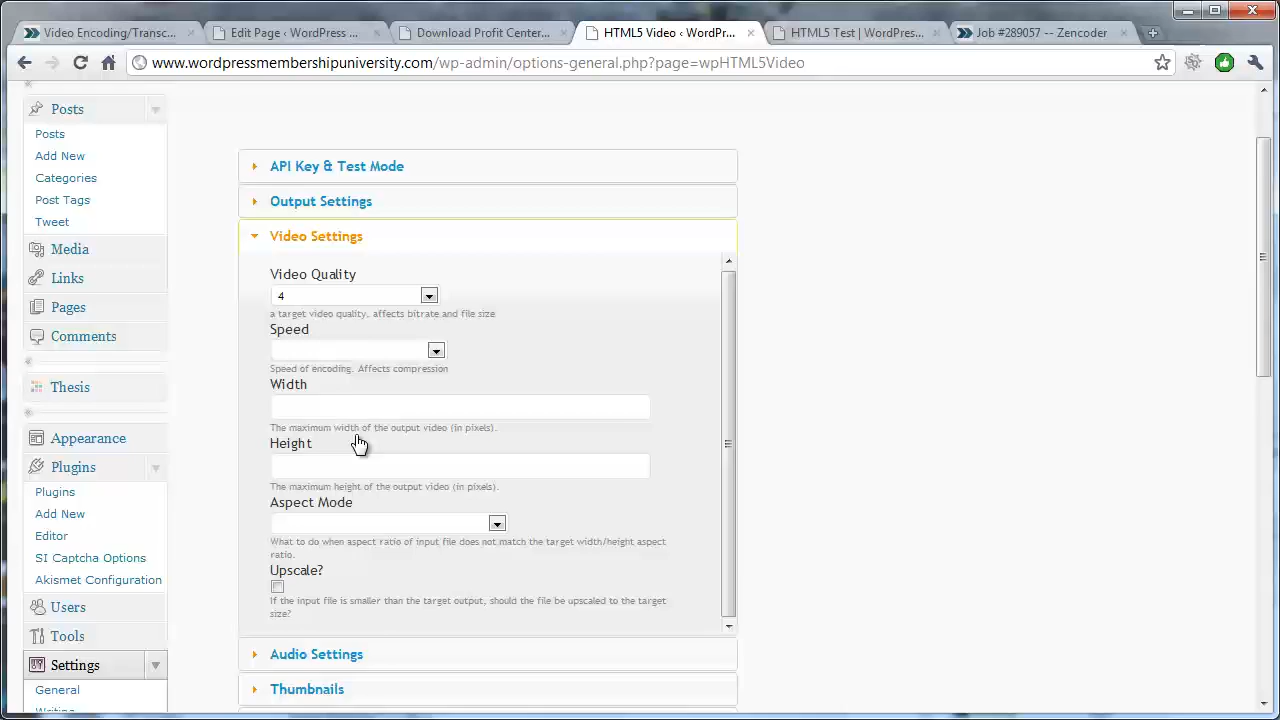 Video Encoding/Transc...
Edit Page ‹ WordPress ...
Download Profit Center...
HTML5 Video ‹ WordPr...
HTML5 Test | WordPress...
Job #289057 -- Zencoder
www.wordpressmembershipuniversity.com/wp-admin/options-general.php?page=wpHTML5Video
Posts
Posts
Add New
Categories
Post Tags
Tweet
Media
Links
Pages
Comments
Thesis
Appearance
Plugins
Plugins
Add New
Editor
SI Captcha Options
Akismet Configuration
Users
Tools
Settings
General
Writing
API Key & Test Mode
Output Settings
Video Settings
Video Quality
4
a target video quality, affects bitrate and file size
Speed
Speed of encoding. Affects compression
Width
The maximum width of the output video (in pixels).
Height
The maximum height of the output video (in pixels).
Aspect Mode
What to do when aspect ratio of input file does not match the target width/height aspect
ratio.
Upscale?
If the input file is smaller than the target output, should the file be upscaled to the target
size?
Audio Settings
Thumbnails